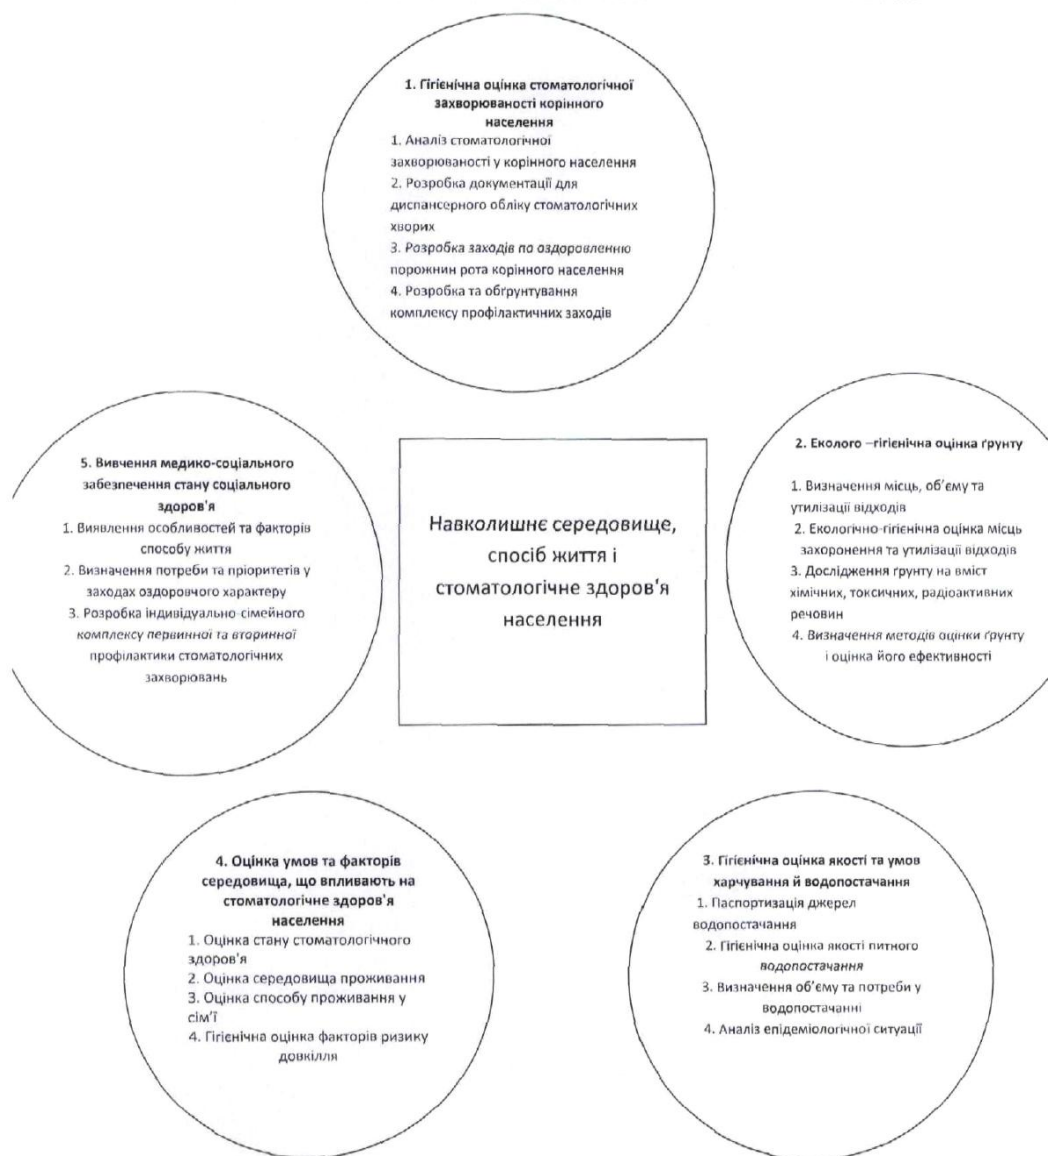 1. Гігієнічна оцінка стоматологічної
захворюваності корінного
населення
1. Аналіз стоматологічної
захворюваності у корінного населення
2. Розробка документації для
диспансерного обліку стоматологічних
хворих
3. Розробка заходів по оздоровленню
порожнин рота корінного населення
4. Розробка та обґрунтування
комплексу профілактичних заходів
2. Еколого –гігієнічна оцінка ґрунту
1. Визначення місць, об'єму та
утилизації відходів
2. Екологічно-гігієнічна оцінка місць
захоронення та утилизації відходів
3. Дослідження ґрунту на вміст
хімічних, токсичних, радіоактивних
речовин
4. Визначення методів оцінки ґрунту
і оцінка його ефективності
5. Вивчення медико-соціального
забезпечення стану соціального
здоров'я
1. Виявлення особливостей та факторів
способу життя
2. Визначення потреби та пріоритетів у
заходах оздоровчого характеру
3. Розробка індивідуально-сімейного
комплексу первинної та вторинної
профілактики стоматологічних
захворювань
Навколишнє середовище,
спосіб життя і
стоматологічне здоров'я
населення
4. Оцінка умов та факторів
середовища, що впливають на
стоматологічне здоров'я
населення
1. Оцінка стану стоматологічного
здоров'я
2. Оцінка середовища проживання
3. Оцінка способу проживання у
сім'ї
4. Гігієнічна оцінка факторів ризику
довкілля
3. Гігієнічна оцінка якості та умов
харчування й водопостачання
1. Паспортизація джерел
водопостачання
2. Гігієнічна оцінка якості питного
водопостачання
3. Визначення об'єму та потреби у
водопостачанні
4. Аналіз епідеміологічної ситуації